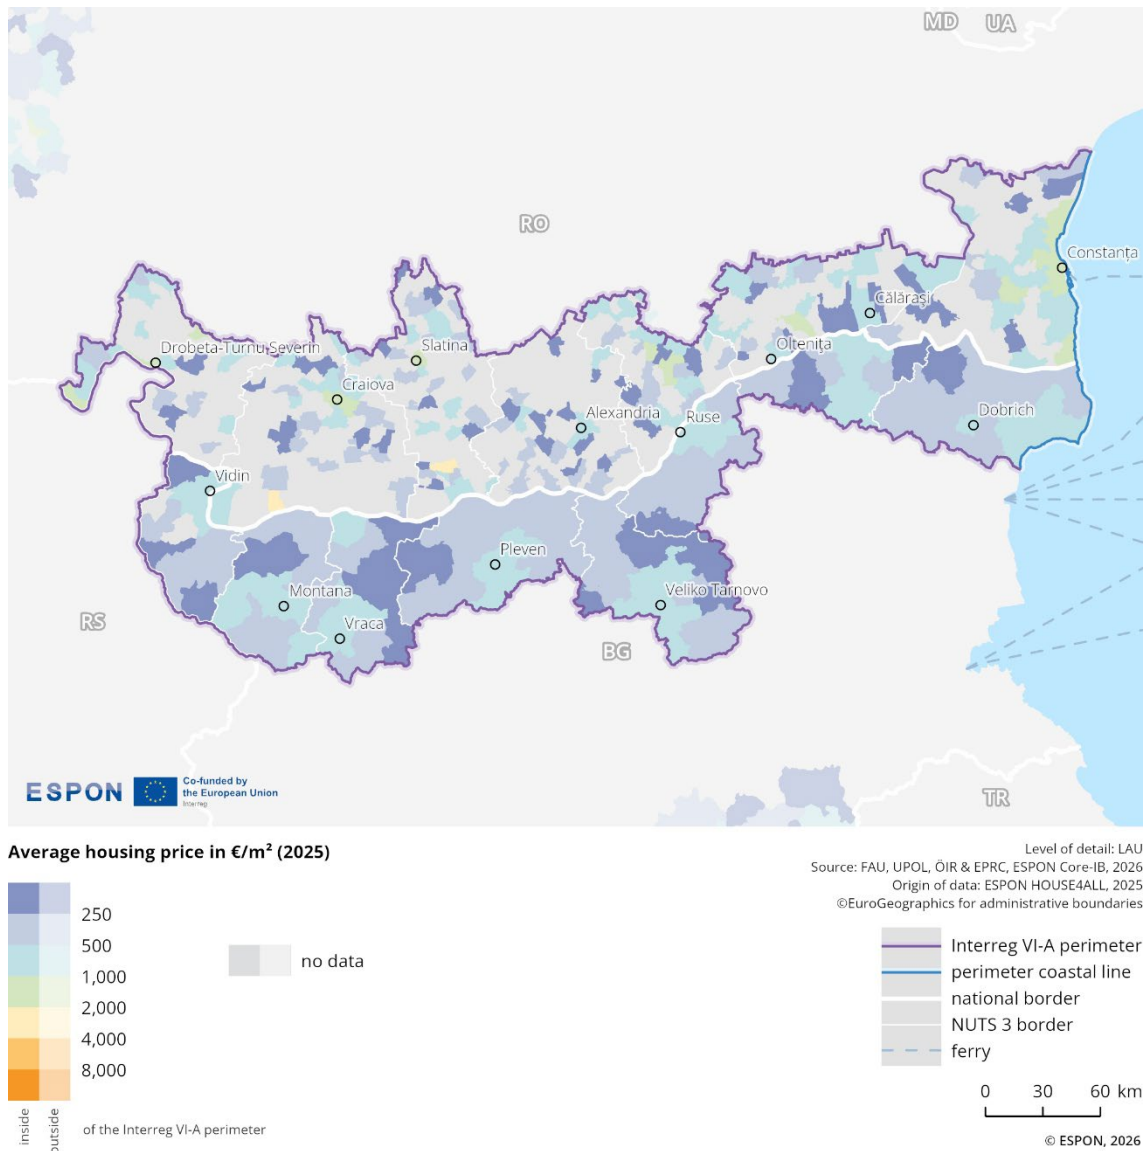 MD UA
RO
Constanța
Călărași
Drobeta-Turnu Severin
Slatina
Oltenița
Craiova
Alexandria
Ruse
Dobrich
Vidin
Pleven
Montana
Veliko Tarnovo
Vraca
RS
BG
TR
ESPON
Co-funded by
the European Union
Interreg
Average housing price in €/m² (2025)
250
500
1,000
2,000
4,000
8,000
inside
outside
of the Interreg VI-A perimeter
no data
Level of detail: LAU
Source: FAU, UPOL, ÖIR & EPRC, ESPON Core-IB, 2026
Origin of data: ESPON HOUSE4ALL, 2025
©EuroGeographics for administrative boundaries
Interreg VI-A perimeter
perimeter coastal line
national border
NUTS 3 border
ferry
0 30 60 km
© ESPON, 2026